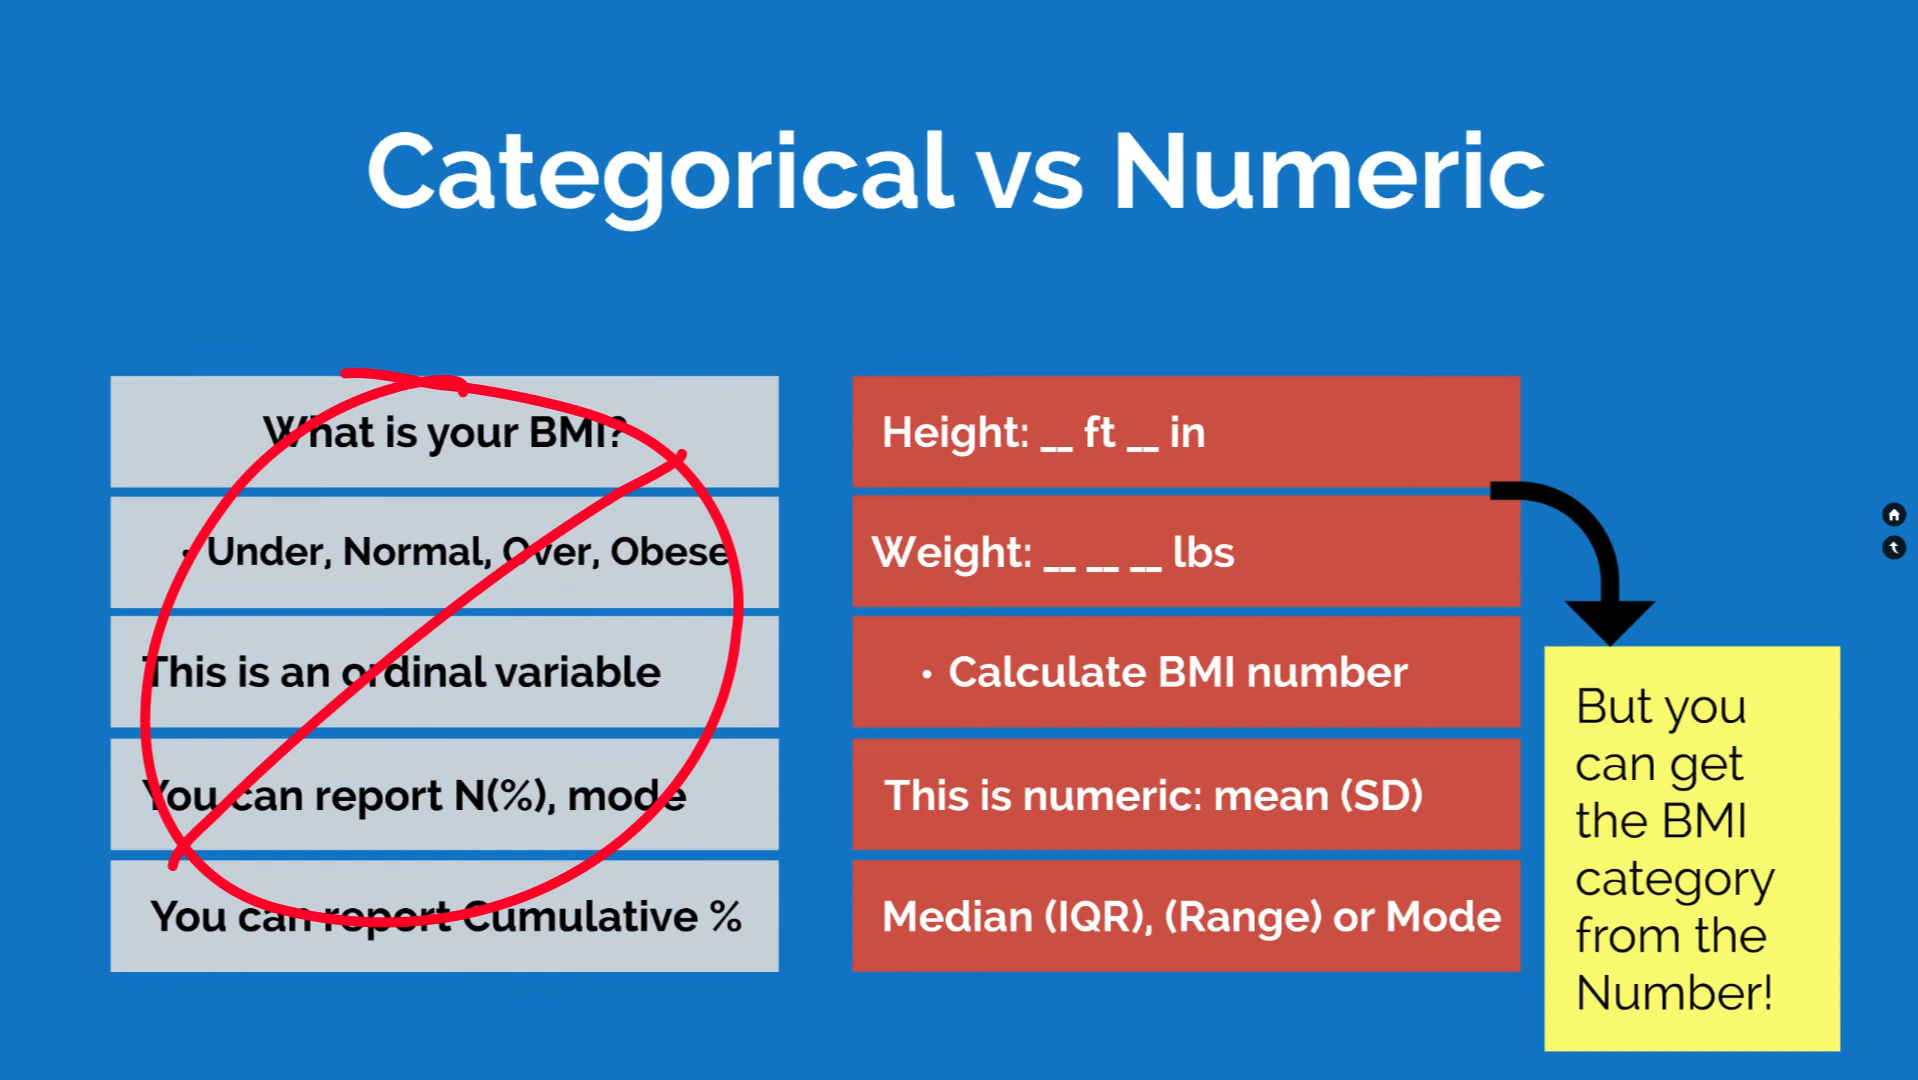 Categorical vs Numeric
What is your BMI?
• Under, Normal, Over, Obese
This is an ordinal variable
You can report N(%), mode
You can report Cumulative %
Height: __ ft __ in
Weight: __ __ __ lbs
• Calculate BMI number
This is numeric: mean (SD)
Median (IQR), (Range) or Mode
But you
can get
the BMI
category
from the
Number!